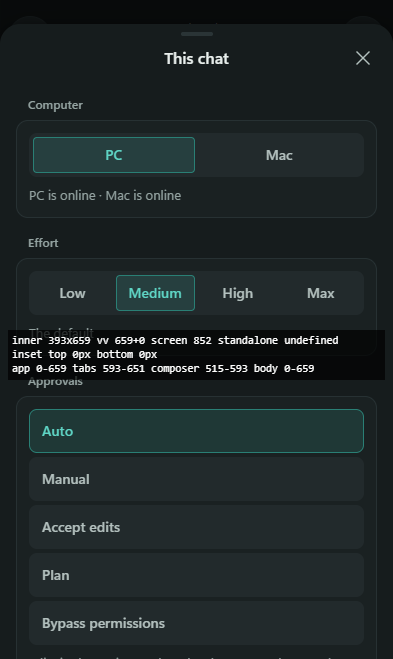 This chat
Computer
PC
Mac
PC is online · Mac is online
Effort
Low
Medium
High
Max
The default
inner 393x659 vv 659+0 screen 852 standalone undefined
inset top 0px bottom 0px
app 0-659 tabs 593-651 composer 515-593 body 0-659
Approvals
Auto
Manual
Accept edits
Plan
Bypass permissions